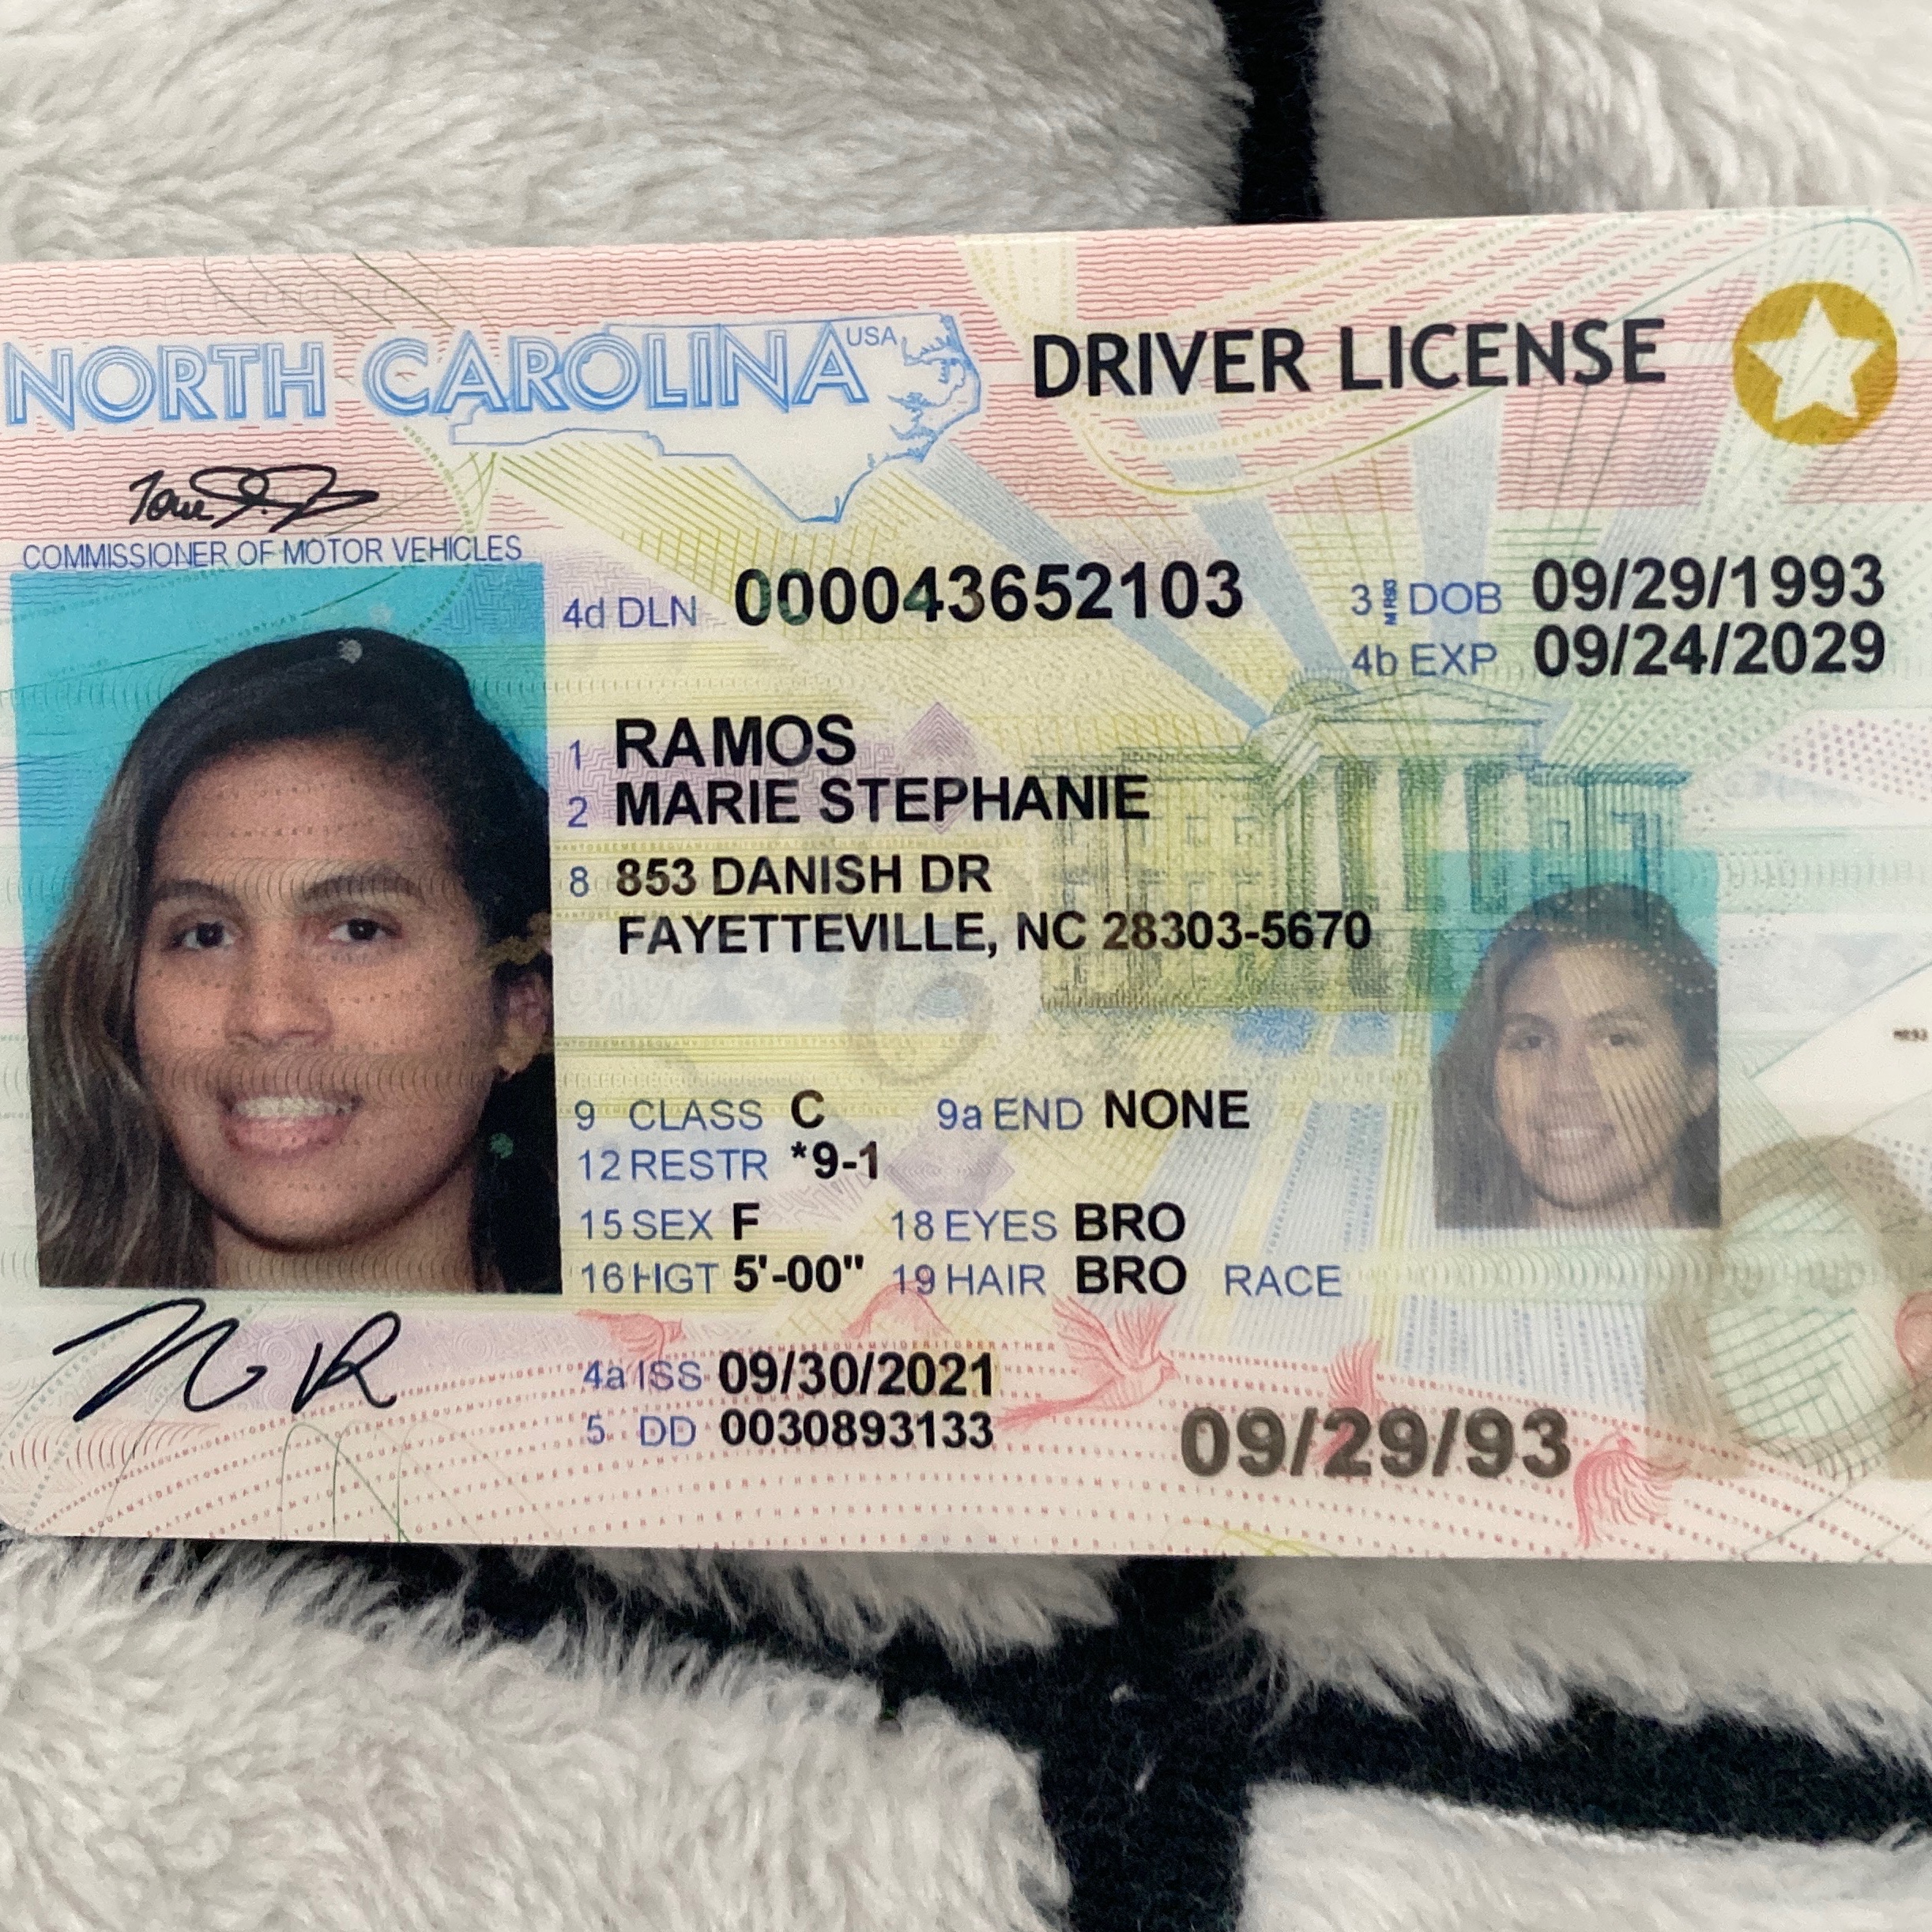 NORTH CAROLINA USA DRIVER LICENSE
COMMISSIONER OF MOTOR VEHICLES
4d DLN 000043652103 3 DOB 09/29/1993
4b EXP 09/24/2029
1 RAMOS
2 MARIE STEPHANIE
8 853 DANISH DR
FAYETTEVILLE, NC 28303-5670
9 CLASS C 9a END NONE
12 RESTR *9-1
15 SEX F 18 EYES BRO
16 HGT 5'-00" 19 HAIR BRO RACE
4a ISS 09/30/2021
5 DD 0030893133
09/29/93